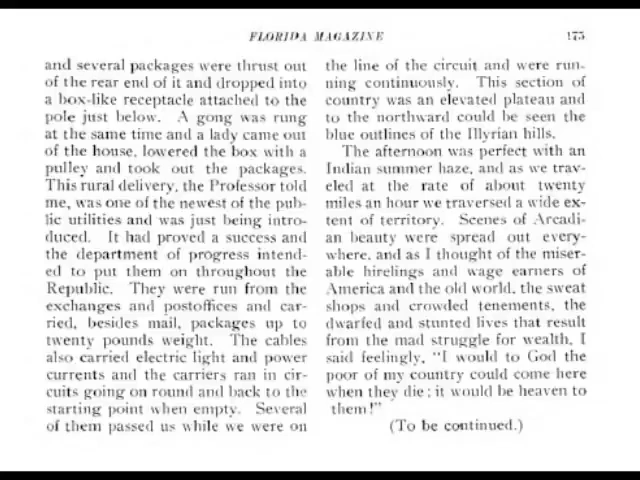 FLORIDA MAGAZINE 175
and several packages were thrust out
of the rear end of it and dropped into
a box-like receptacle attached to the
pole just below. A gong was rung
at the same time and a lady came out
of the house, lowered the box with a
pulley and took out the packages.
This rural delivery, the Professor told
me, was one of the newest of the pub-
lic utilities and was just being intro-
duced. It had proved a success and
the department of progress intend-
ed to put them on throughout the
Republic. They were run from the
exchanges and postoffices and car-
ried, besides mail, packages up to
twenty pounds weight. The cables
also carried electric light and power
currents and the carriers ran in cir-
cuits going on round and back to the
starting point when empty. Several
of them passed us while we were on
the line of the circuit and were run-
ning continuously. This section of
country was an elevated plateau and
to the northward could be seen the
blue outlines of the Illyrian hills.
The afternoon was perfect with an
Indian summer haze, and as we trav-
eled at the rate of about twenty
miles an hour we traversed a wide ex-
tent of territory. Scenes of Arcadi-
an beauty were spread out every-
where, and as I thought of the miser-
able hirelings and wage earners of
America and the old world, the sweat
shops and crowded tenements, the
dwarfed and stunted lives that result
from the mad struggle for wealth, I
said feelingly, "I would to God the
poor of my country could come here
when they die; it would be heaven to
them!"
(To be continued.)